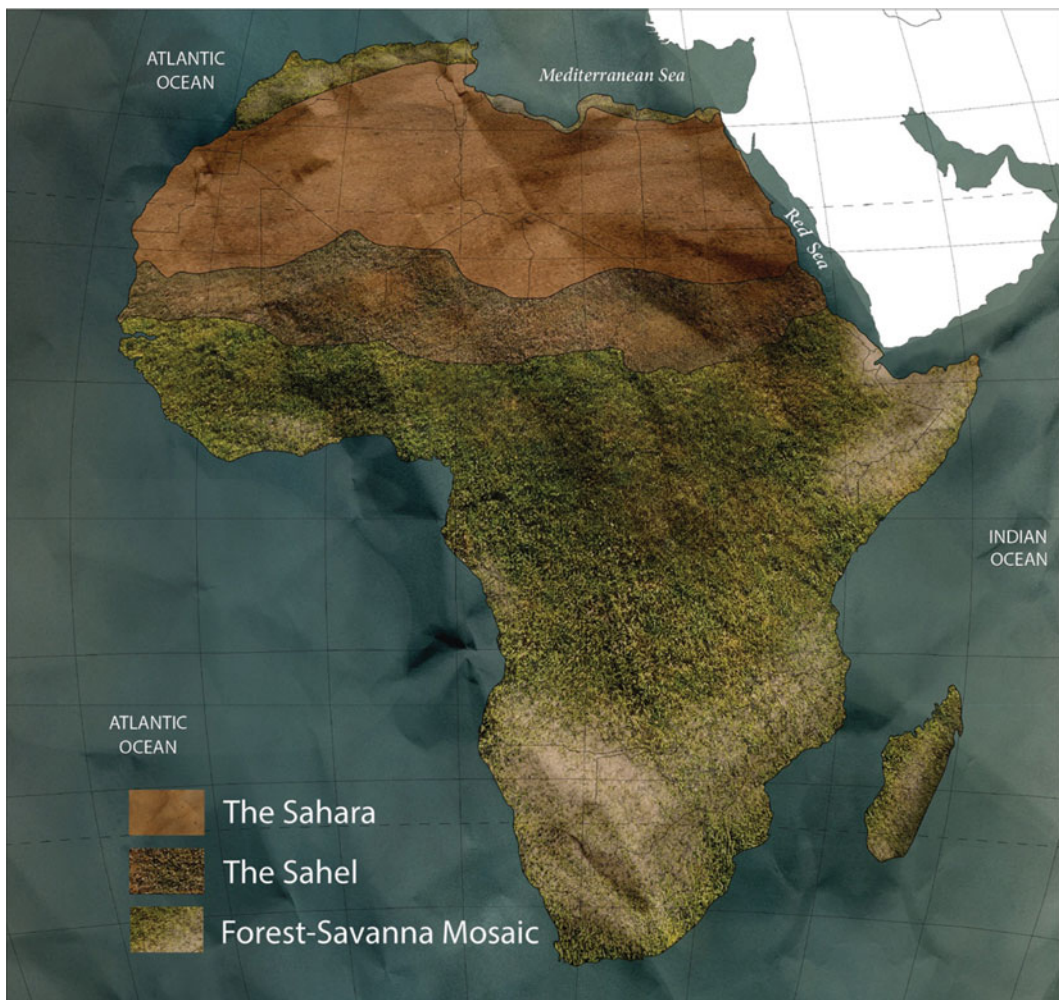 ATLANTIC
OCEAN
Mediterranean Sea
Red Sea
INDIAN
OCEAN
ATLANTIC
OCEAN
The Sahara
The Sahel
Forest-Savanna Mosaic